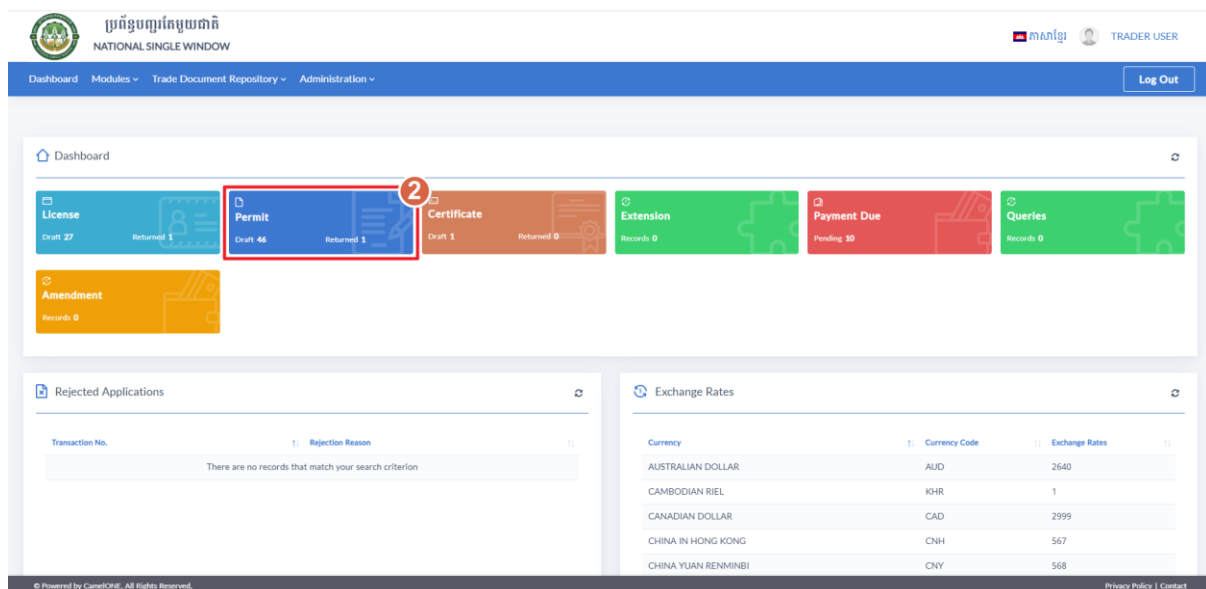 ប្រព័ន្ធបញ្ជរតែមួយជាតិ
NATIONAL SINGLE WINDOW
ភាសាខ្មែរ TRADER USER
Dashboard Modules Trade Document Repository Administration Log Out
Dashboard
2
License Permit Certificate Extension Payment Due Queries
Draft 27 Returned 1 Draft 46 Returned 1 Draft 1 Returned 0 Records 0 Pending 10 Records 0
Amendment
Records 0
Rejected Applications
Transaction No. Rejection Reason
There are no records that match your search criterion
Exchange Rates
Currency Currency Code Exchange Rates
AUSTRALIAN DOLLAR AUD 2640
CAMBODIAN RIEL KHR 1
CANADIAN DOLLAR CAD 2999
CHINA IN HONG KONG CNH 567
CHINA YUAN RENMINBI CNY 568
© Powered by CamelONE. All Rights Reserved. Privacy Policy | Contact